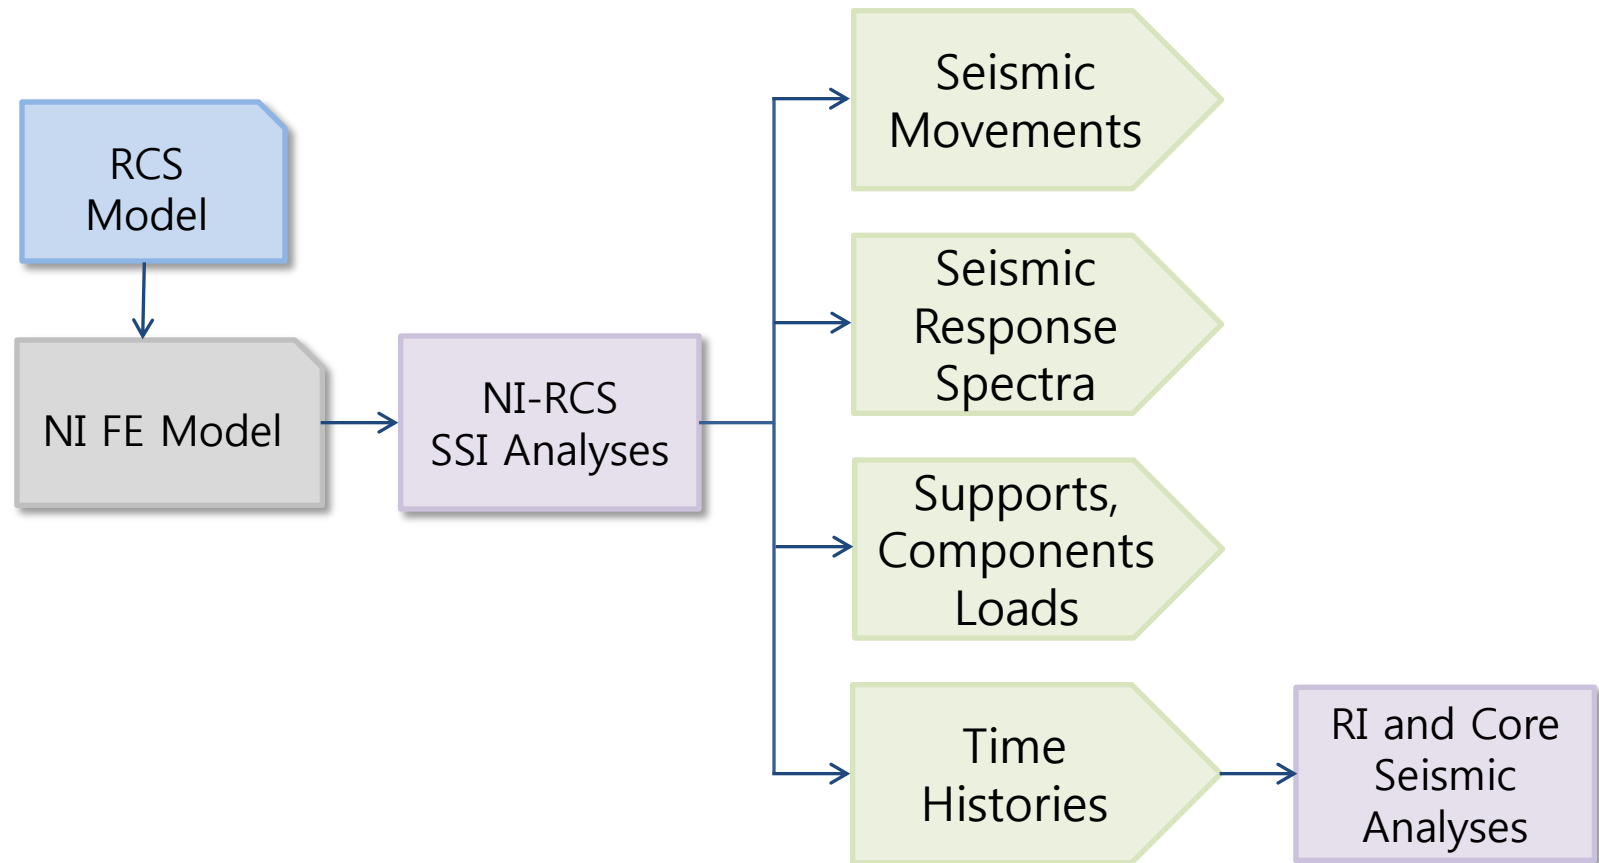 RCS
Model
NI FE Model
NI-RCS
SSI Analyses
Seismic
Movements
Seismic
Response
Spectra
Supports,
Components
Loads
Time
Histories
RI and Core
Seismic
Analyses